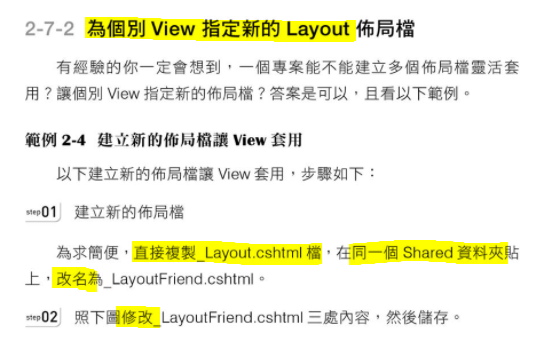 2-7-2 為個別 View 指定新的 Layout 佈局檔
有經驗的你一定會想到，一個專案能不能建立多個佈局檔靈活套
用？讓個別 View 指定新的佈局檔？答案是可以，且看以下範例。
範例 2-4 建立新的佈局檔讓 View 套用
以下建立新的佈局檔讓 View 套用，步驟如下：
step01 建立新的佈局檔
為求簡便，直接複製_Layout.cshtml 檔，在同一個 Shared 資料夾貼
上，改名為_LayoutFriend.cshtml。
step02 照下圖修改_LayoutFriend.cshtml 三處內容，然後儲存。